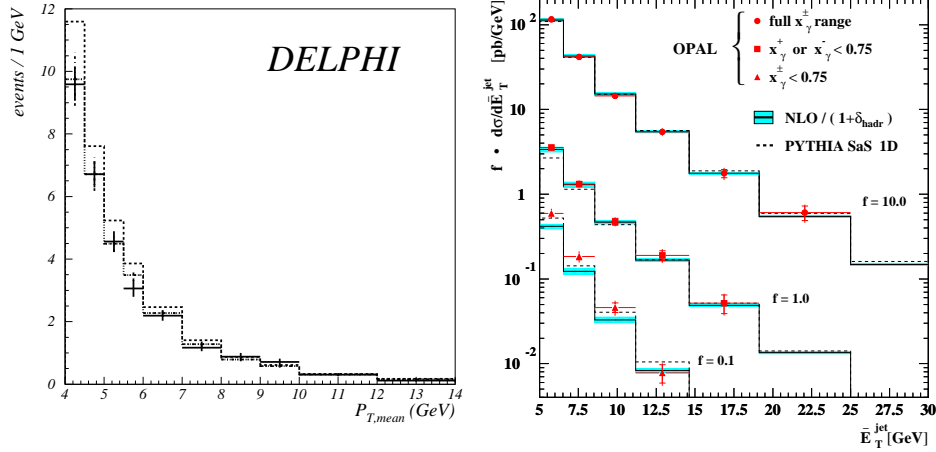 DELPHI
events / 1 GeV
12
10
8
6
4
2
0
4 5 6 7 8 9 10 11 12 13 14
P_{T,mean} (GeV)
f • dσ/dĒ_T^{jet} [pb/GeV]
10^2
10
1
10^{-1}
10^{-2}
OPAL
full x_γ^± range
x_γ^+ or x_γ^- < 0.75
x_γ^± < 0.75
NLO / ( 1+δ_{hadr} )
PYTHIA SaS 1D
f = 10.0
f = 1.0
f = 0.1
5 7.5 10 12.5 15 17.5 20 22.5 25 27.5 30
Ē_T^{jet} [GeV]